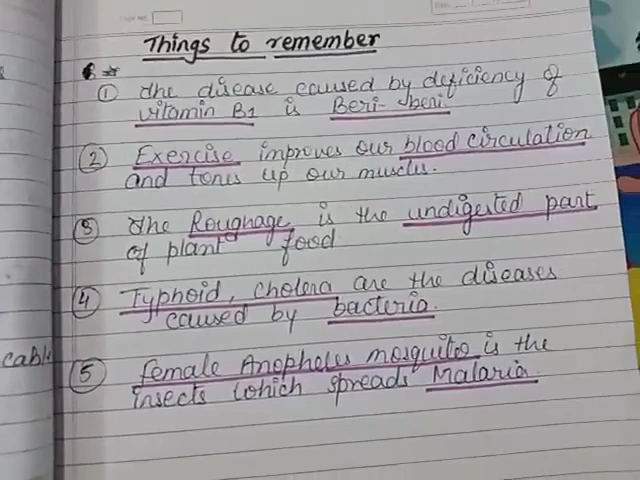 Things to remember
① The disease caused by deficiency of
vitamin B1 is Beri-beri.
② Exercise improves our blood circulation
and tones up our muscles.
③ The Roughage is the undigested part
of plant food
④ Typhoid, cholera are the diseases
caused by bacteria.
cable
⑤ female Anopheles mosquito is the
insects which spreads Malaria.